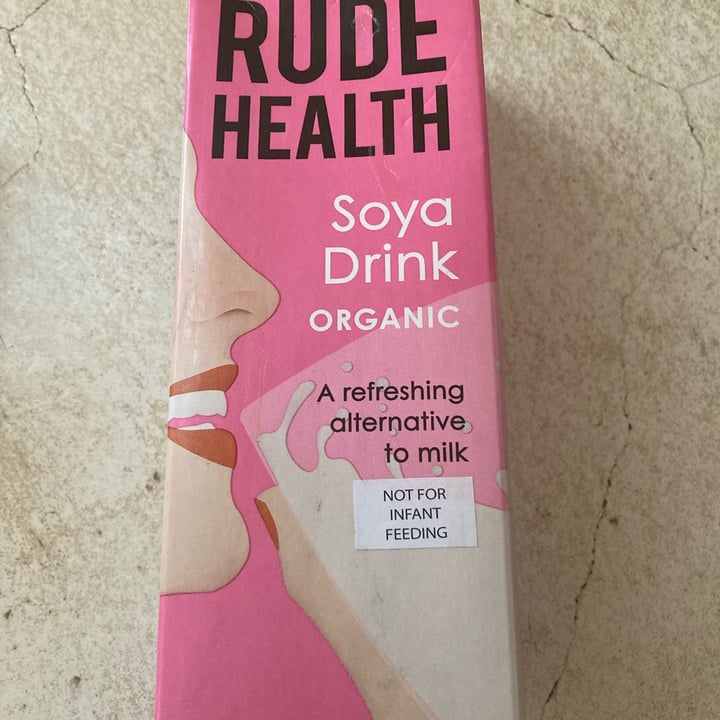 RUDE
HEALTH
Soya
Drink
ORGANIC
A refreshing
alternative
to milk
NOT FOR
INFANT
FEEDING